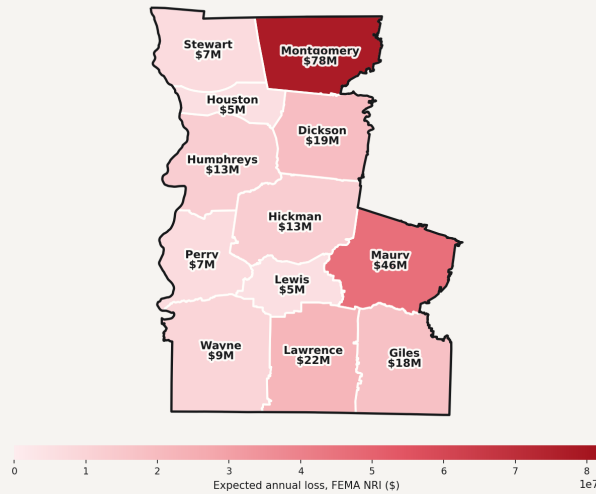 Stewart
$7M
Montgomery
$78M
Houston
$5M
Dickson
$19M
Humphreys
$13M
Hickman
$13M
Perry
$7M
Maury
$46M
Lewis
$5M
Wayne
$9M
Lawrence
$22M
Giles
$18M
0 1 2 3 4 5 6 7 8
1e7
Expected annual loss, FEMA NRI ($)